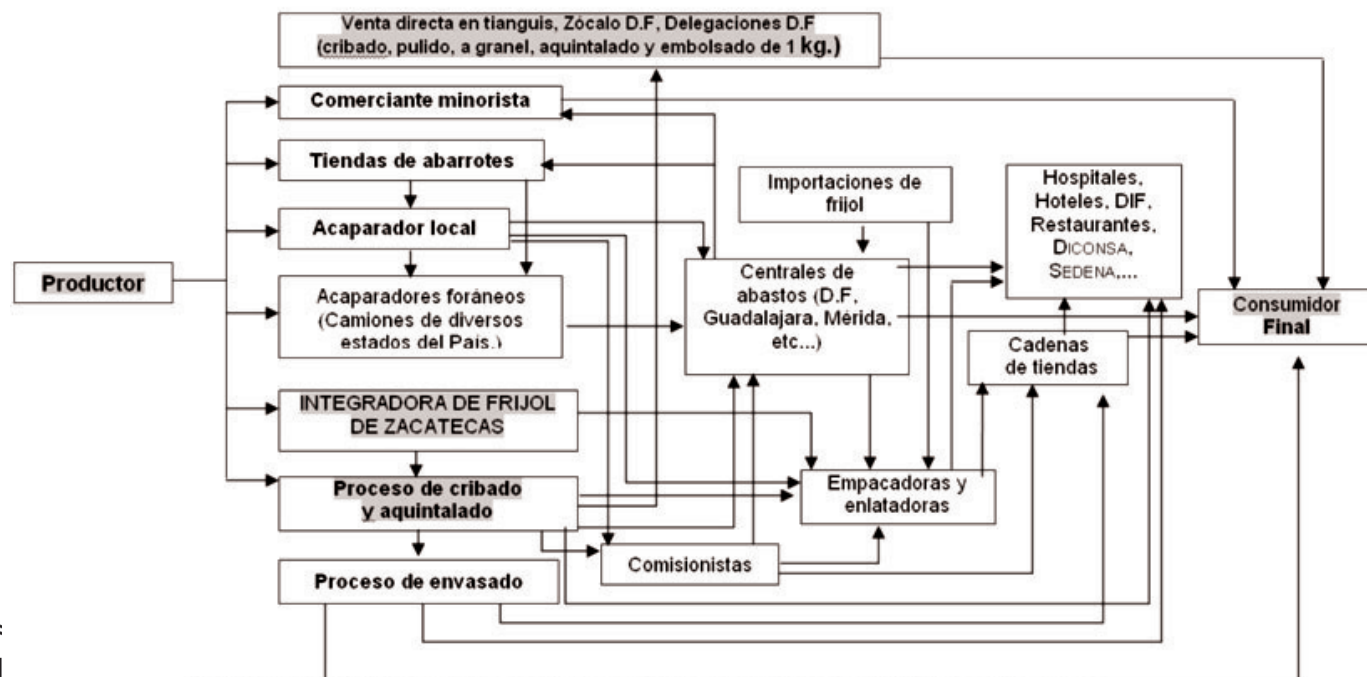 Venta directa en tianguis, Zócalo D.F, Delegaciones D.F
(cribado, pulido, a granel, aquintalado y embolsado de 1 kg.)
Comerciante minorista
Tiendas de abarrotes
Acaparador local
Productor
Acaparadores foráneos
(Camiones de diversos
estados del País.)
INTEGRADORA DE FRIJOL
DE ZACATECAS
Proceso de cribado
y aquintalado
Proceso de envasado
Importaciones de
frijol
Centrales de
abastos (D.F,
Guadalajara, Mérida,
etc...)
Empacadoras y
enlatadoras
Comisionistas
Hospitales,
Hoteles, DIF,
Restaurantes,
DICONSA,
SEDENA,...
Cadenas
de tiendas
Consumidor
Final